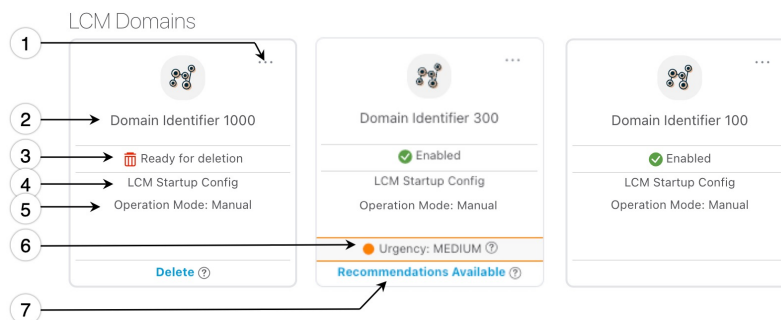 LCM Domains
1
...
...
...
2
Domain Identifier 1000
Domain Identifier 300
Domain Identifier 100
3
Ready for deletion
Enabled
Enabled
4
LCM Startup Config
LCM Startup Config
LCM Startup Config
5
Operation Mode: Manual
Operation Mode: Manual
Operation Mode: Manual
6
Urgency: MEDIUM ?
Delete ?
Recommendations Available ?
7